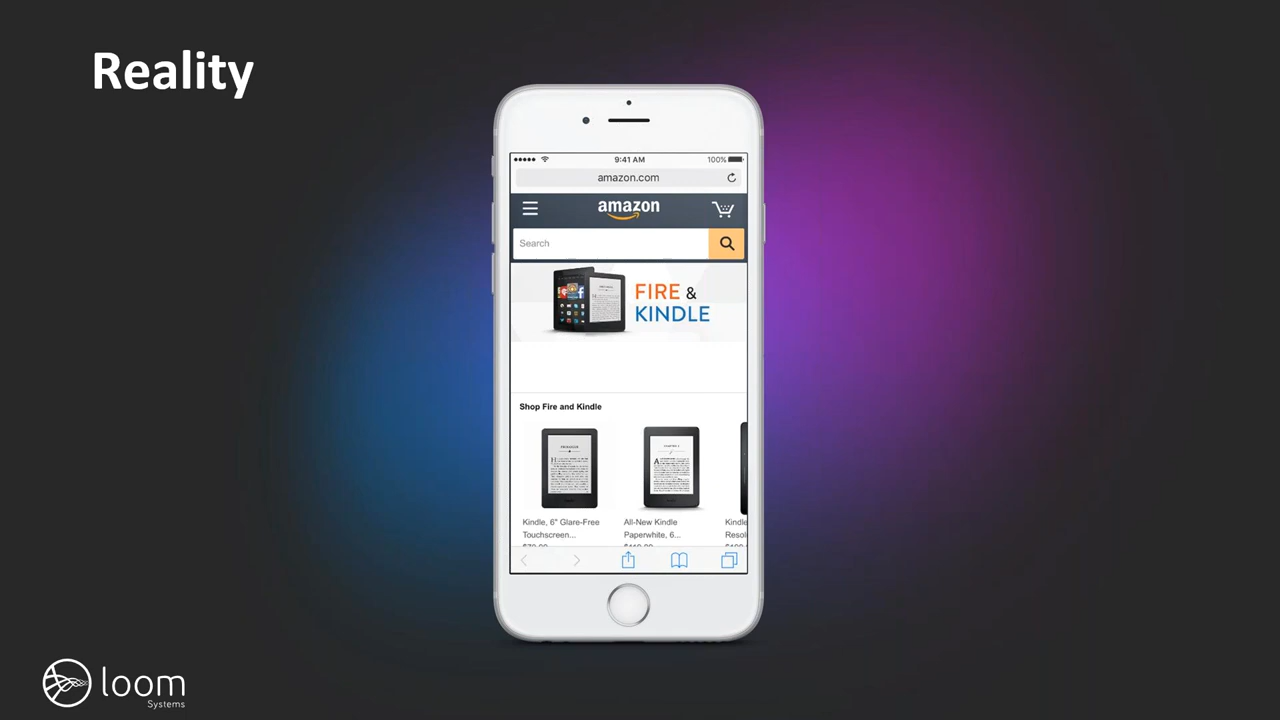 Reality
9:41 AM
100%
amazon.com
amazon
Search
FIRE &
KINDLE
Shop Fire and Kindle
Kindle, 6" Glare-Free
Touchscreen...
All-New Kindle
Paperwhite, 6...
Kindle
Resol
loom
Systems